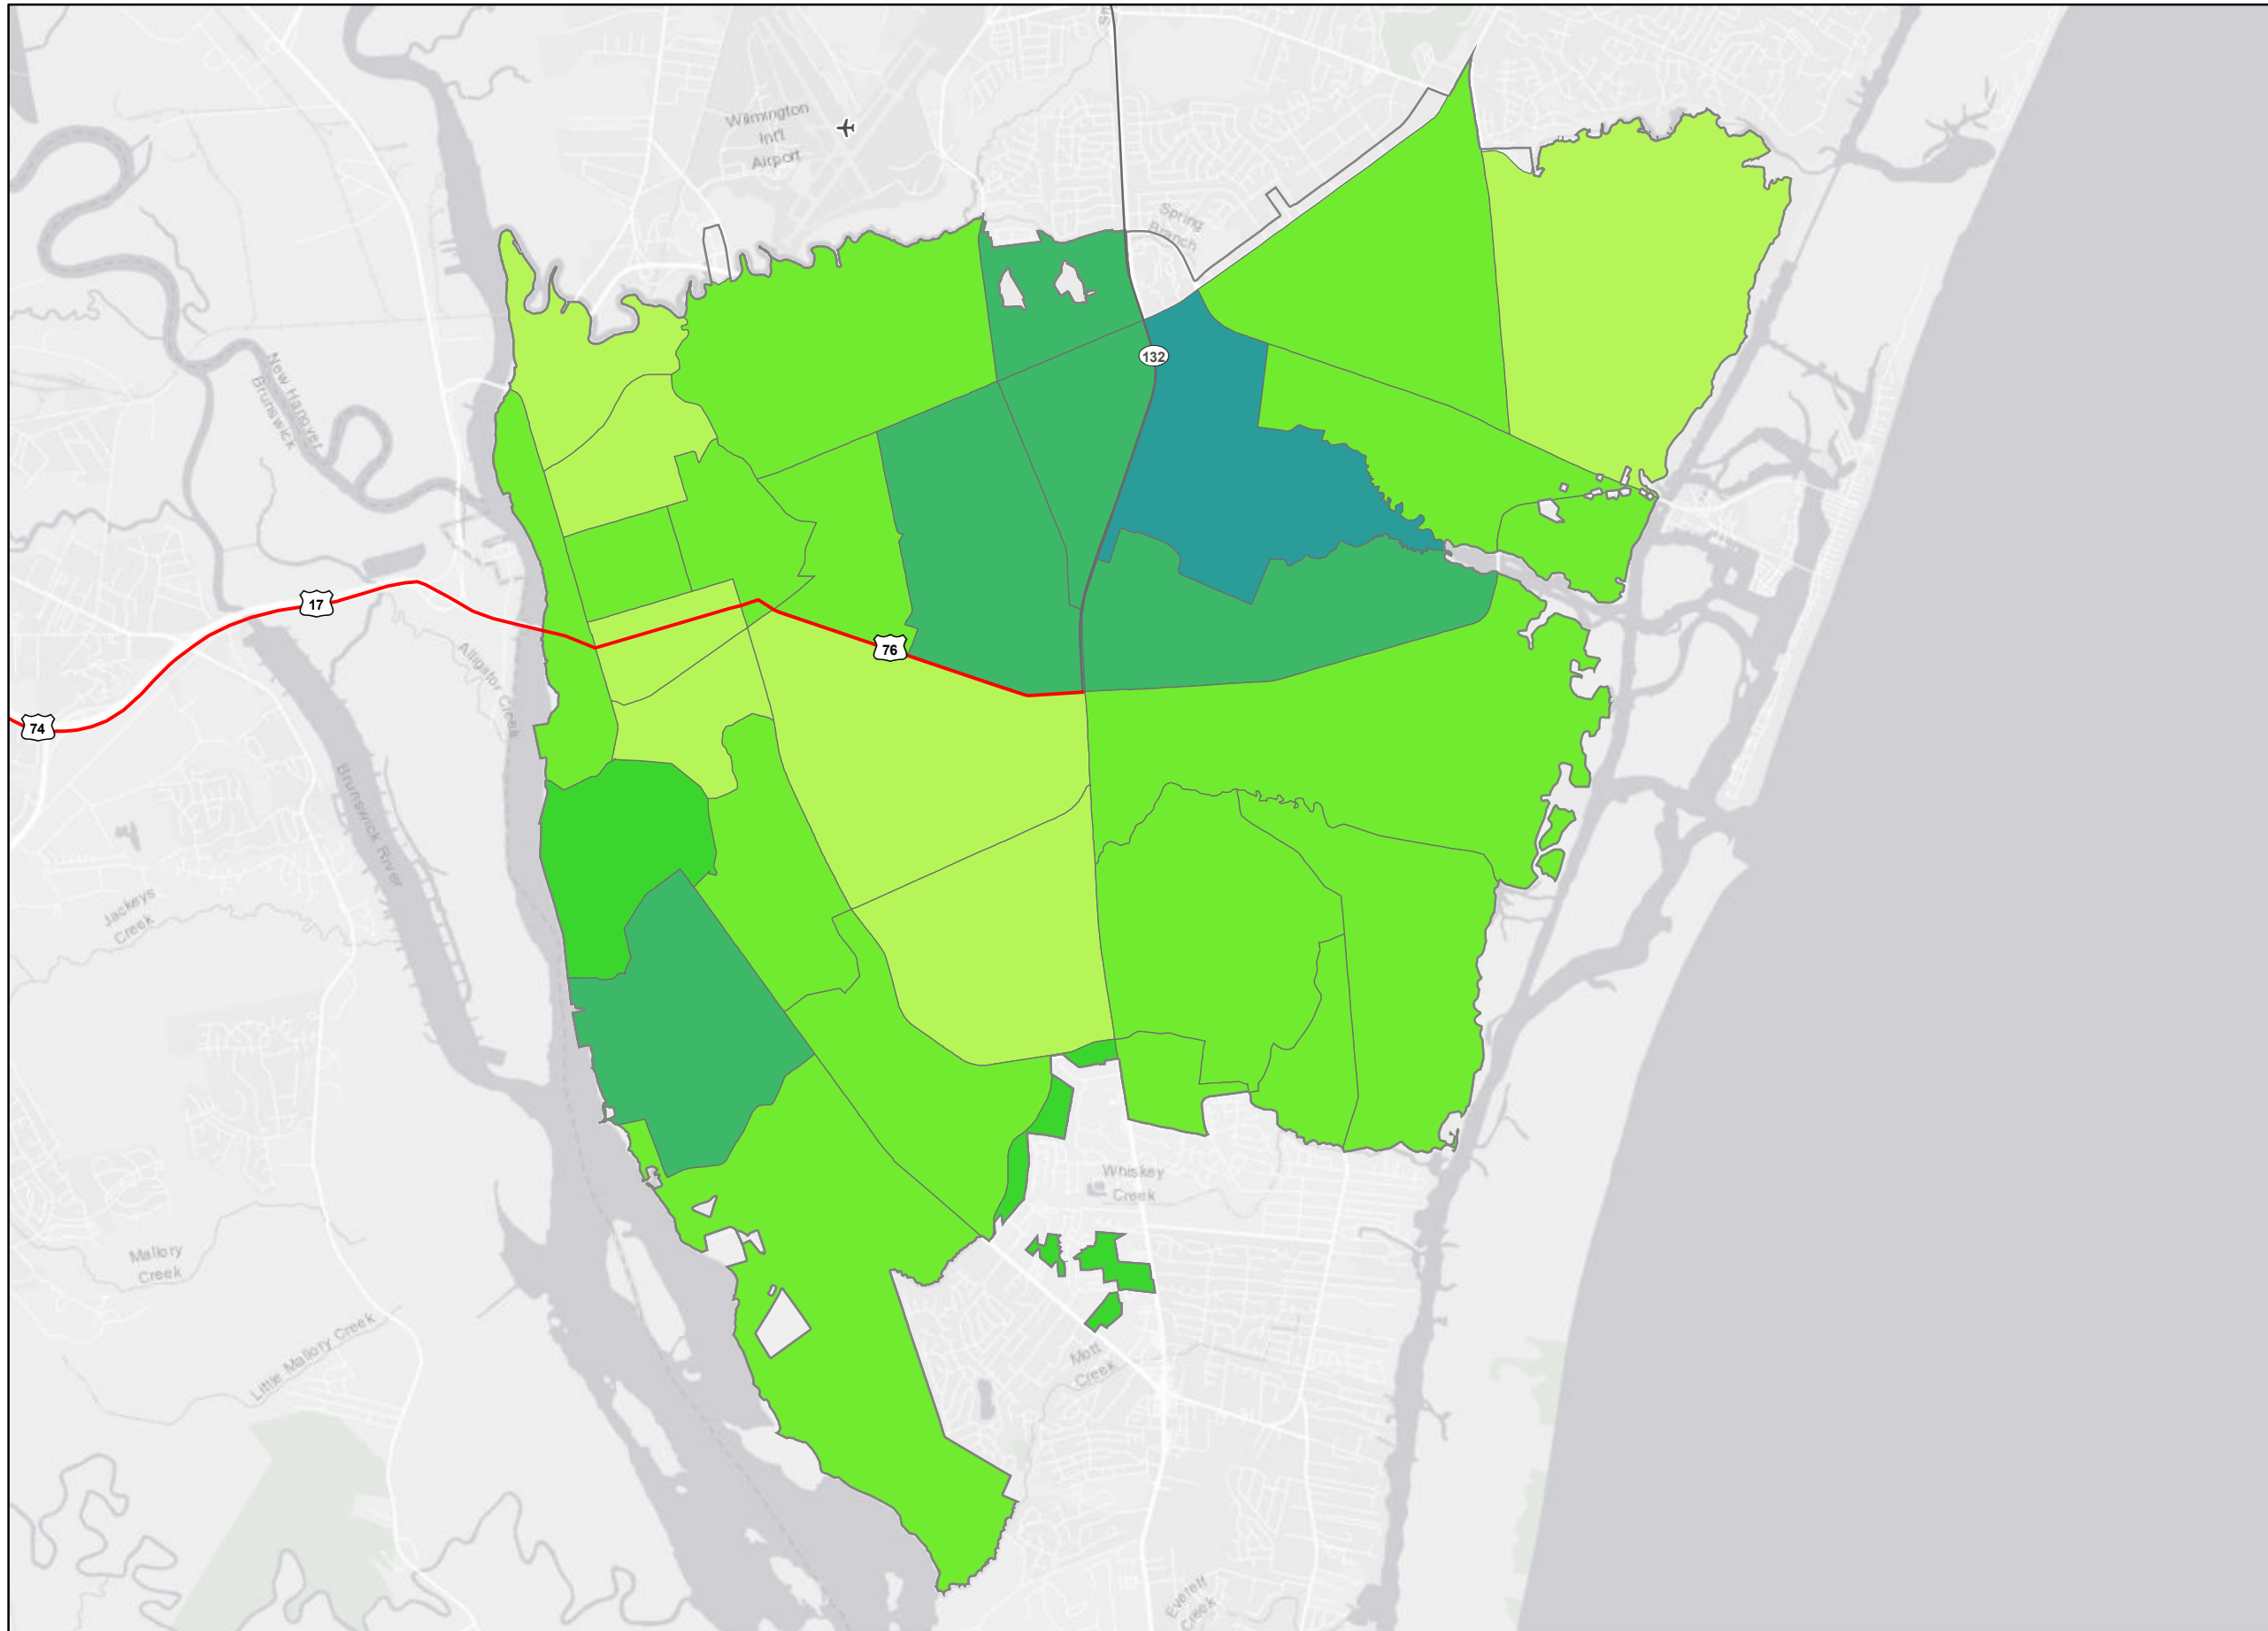 Wilmington
Int'l
Airport
Spring
Branch
132
New Hanover
Brunswick
17
76
Alligator Creek
74
Brunswick River
Jackeys
Creek
Whiskey
Creek
Mallory
Creek
Little Mallory Creek
Mott
Creek
Everett
Creek